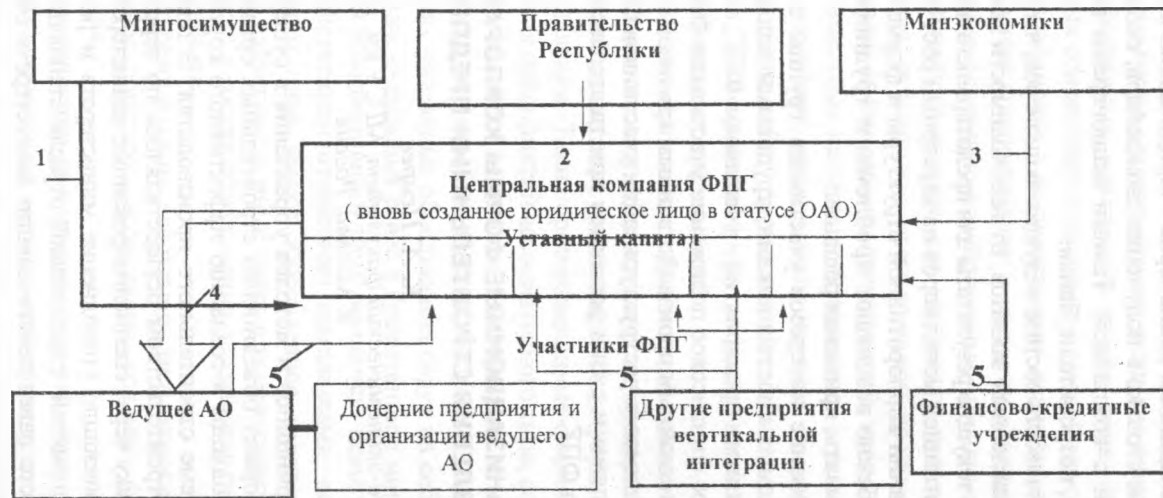 Мингосимущество
Правительство
Республики
Минэкономики
1
2
3
Центральная компания ФПГ
( вновь созданное юридическое лицо в статусе ОАО)
Уставный капитал
4
Участники ФПГ
5
5
5
Ведущее АО
Дочерние предприятия и
организации ведущего
АО
Другие предприятия
вертикальной
интеграции
Финансово-кредитные
учреждения